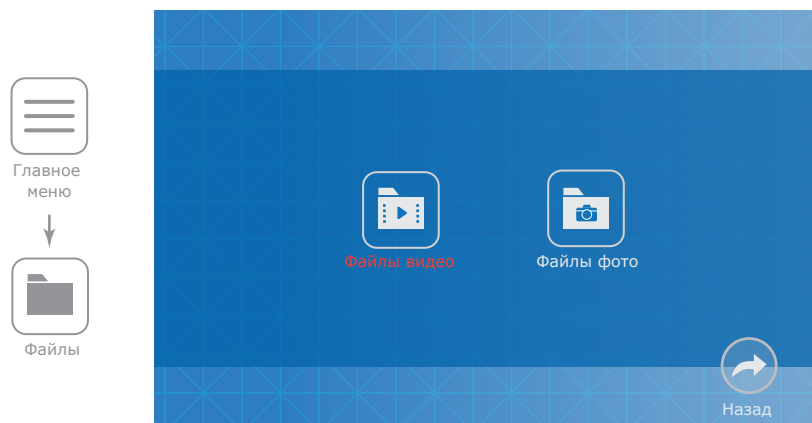 Главное
меню
Файлы
Файлы видео
Файлы фото
Назад